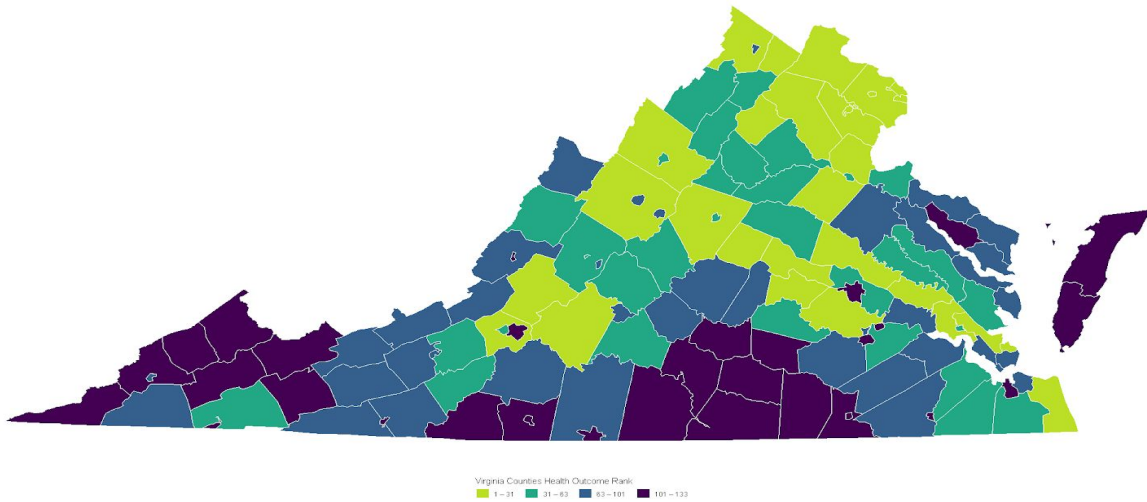 Virginia Counties Health Outcome Rank
1 – 31 31 – 63 63 – 101 101 – 133